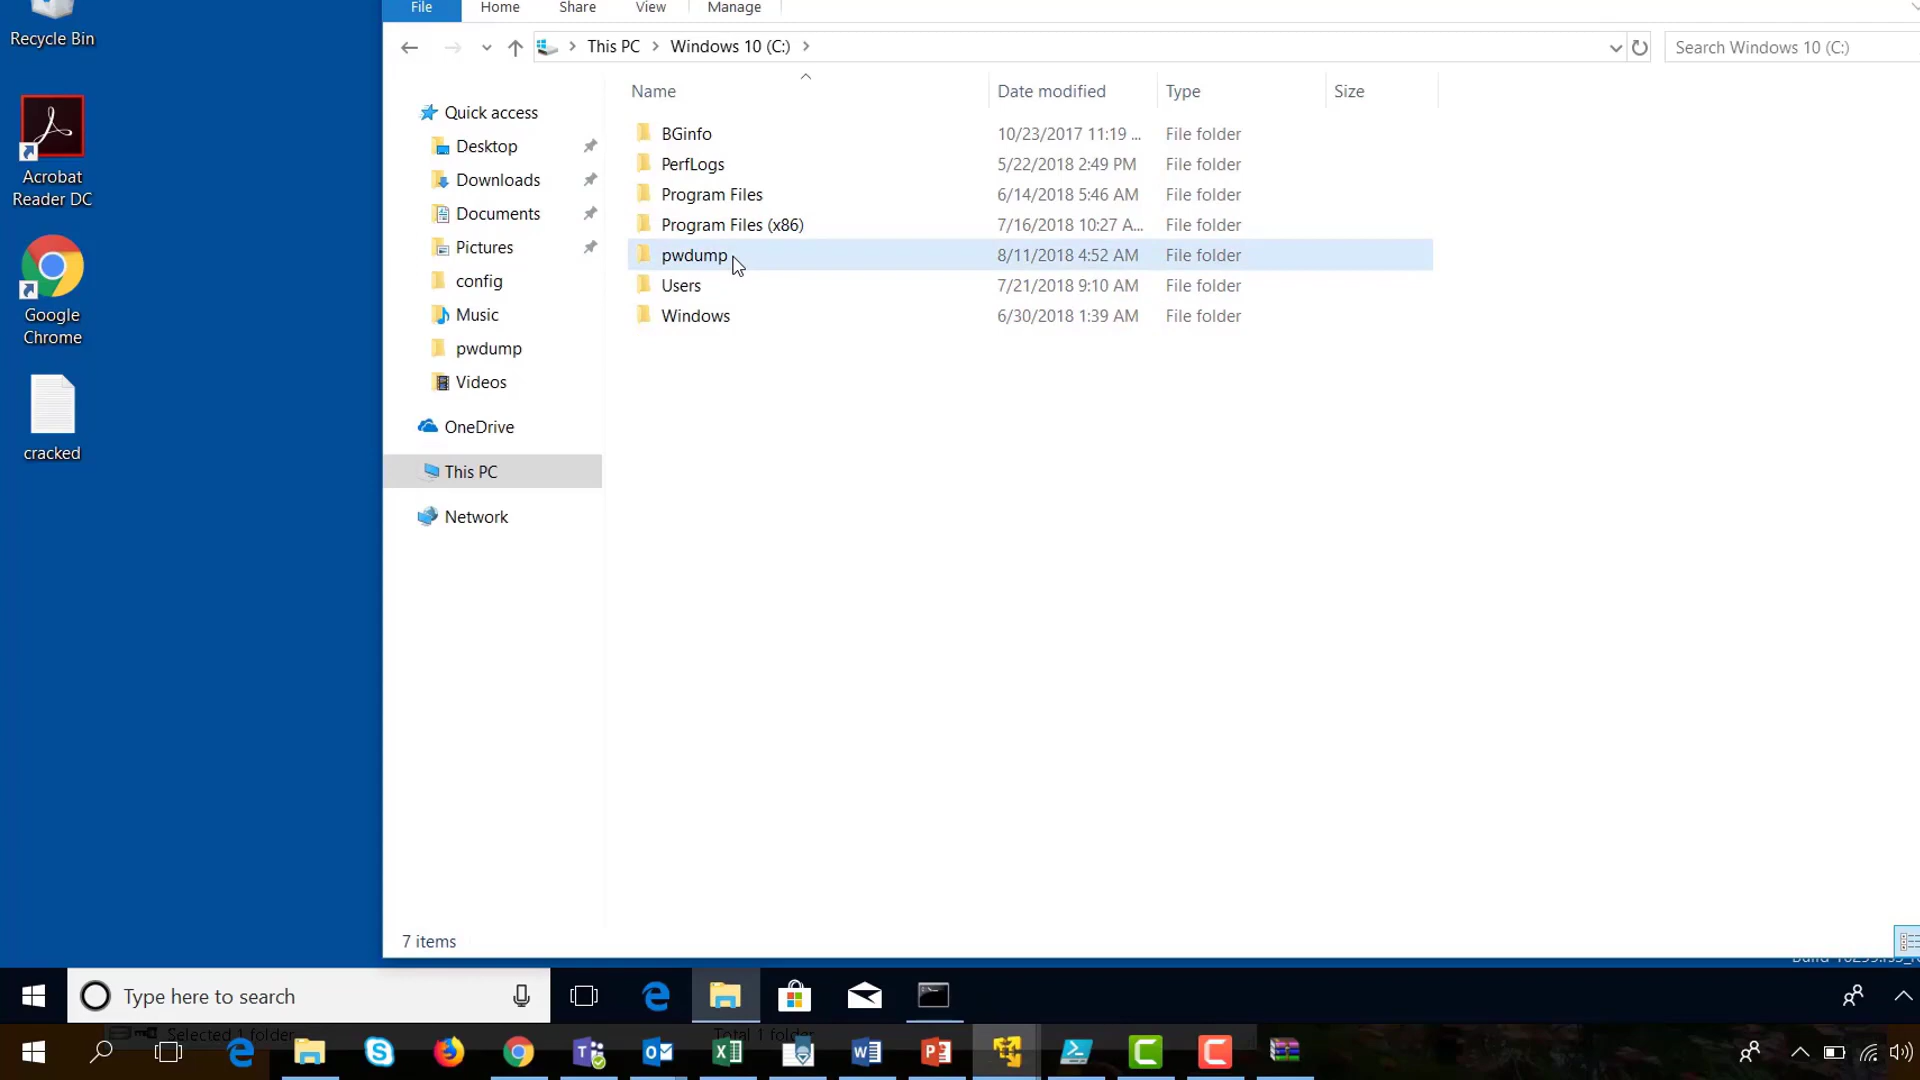 File Home Share View Manage
This PC Windows 10 (C:) Search Windows 10 (C:)
Name Date modified Type Size
Recycle Bin
Acrobat
Reader DC
Google
Chrome
cracked
Quick access
Desktop
Downloads
Documents
Pictures
config
Music
pwdump
Videos
OneDrive
This PC
Network
BGinfo 10/23/2017 11:19 ... File folder
PerfLogs 5/22/2018 2:49 PM File folder
Program Files 6/14/2018 5:46 AM File folder
Program Files (x86) 7/16/2018 10:27 A... File folder
pwdump 8/11/2018 4:52 AM File folder
Users 7/21/2018 9:10 AM File folder
Windows 6/30/2018 1:39 AM File folder
7 items
Type here to search
Selected 1 folder Total 1 folder